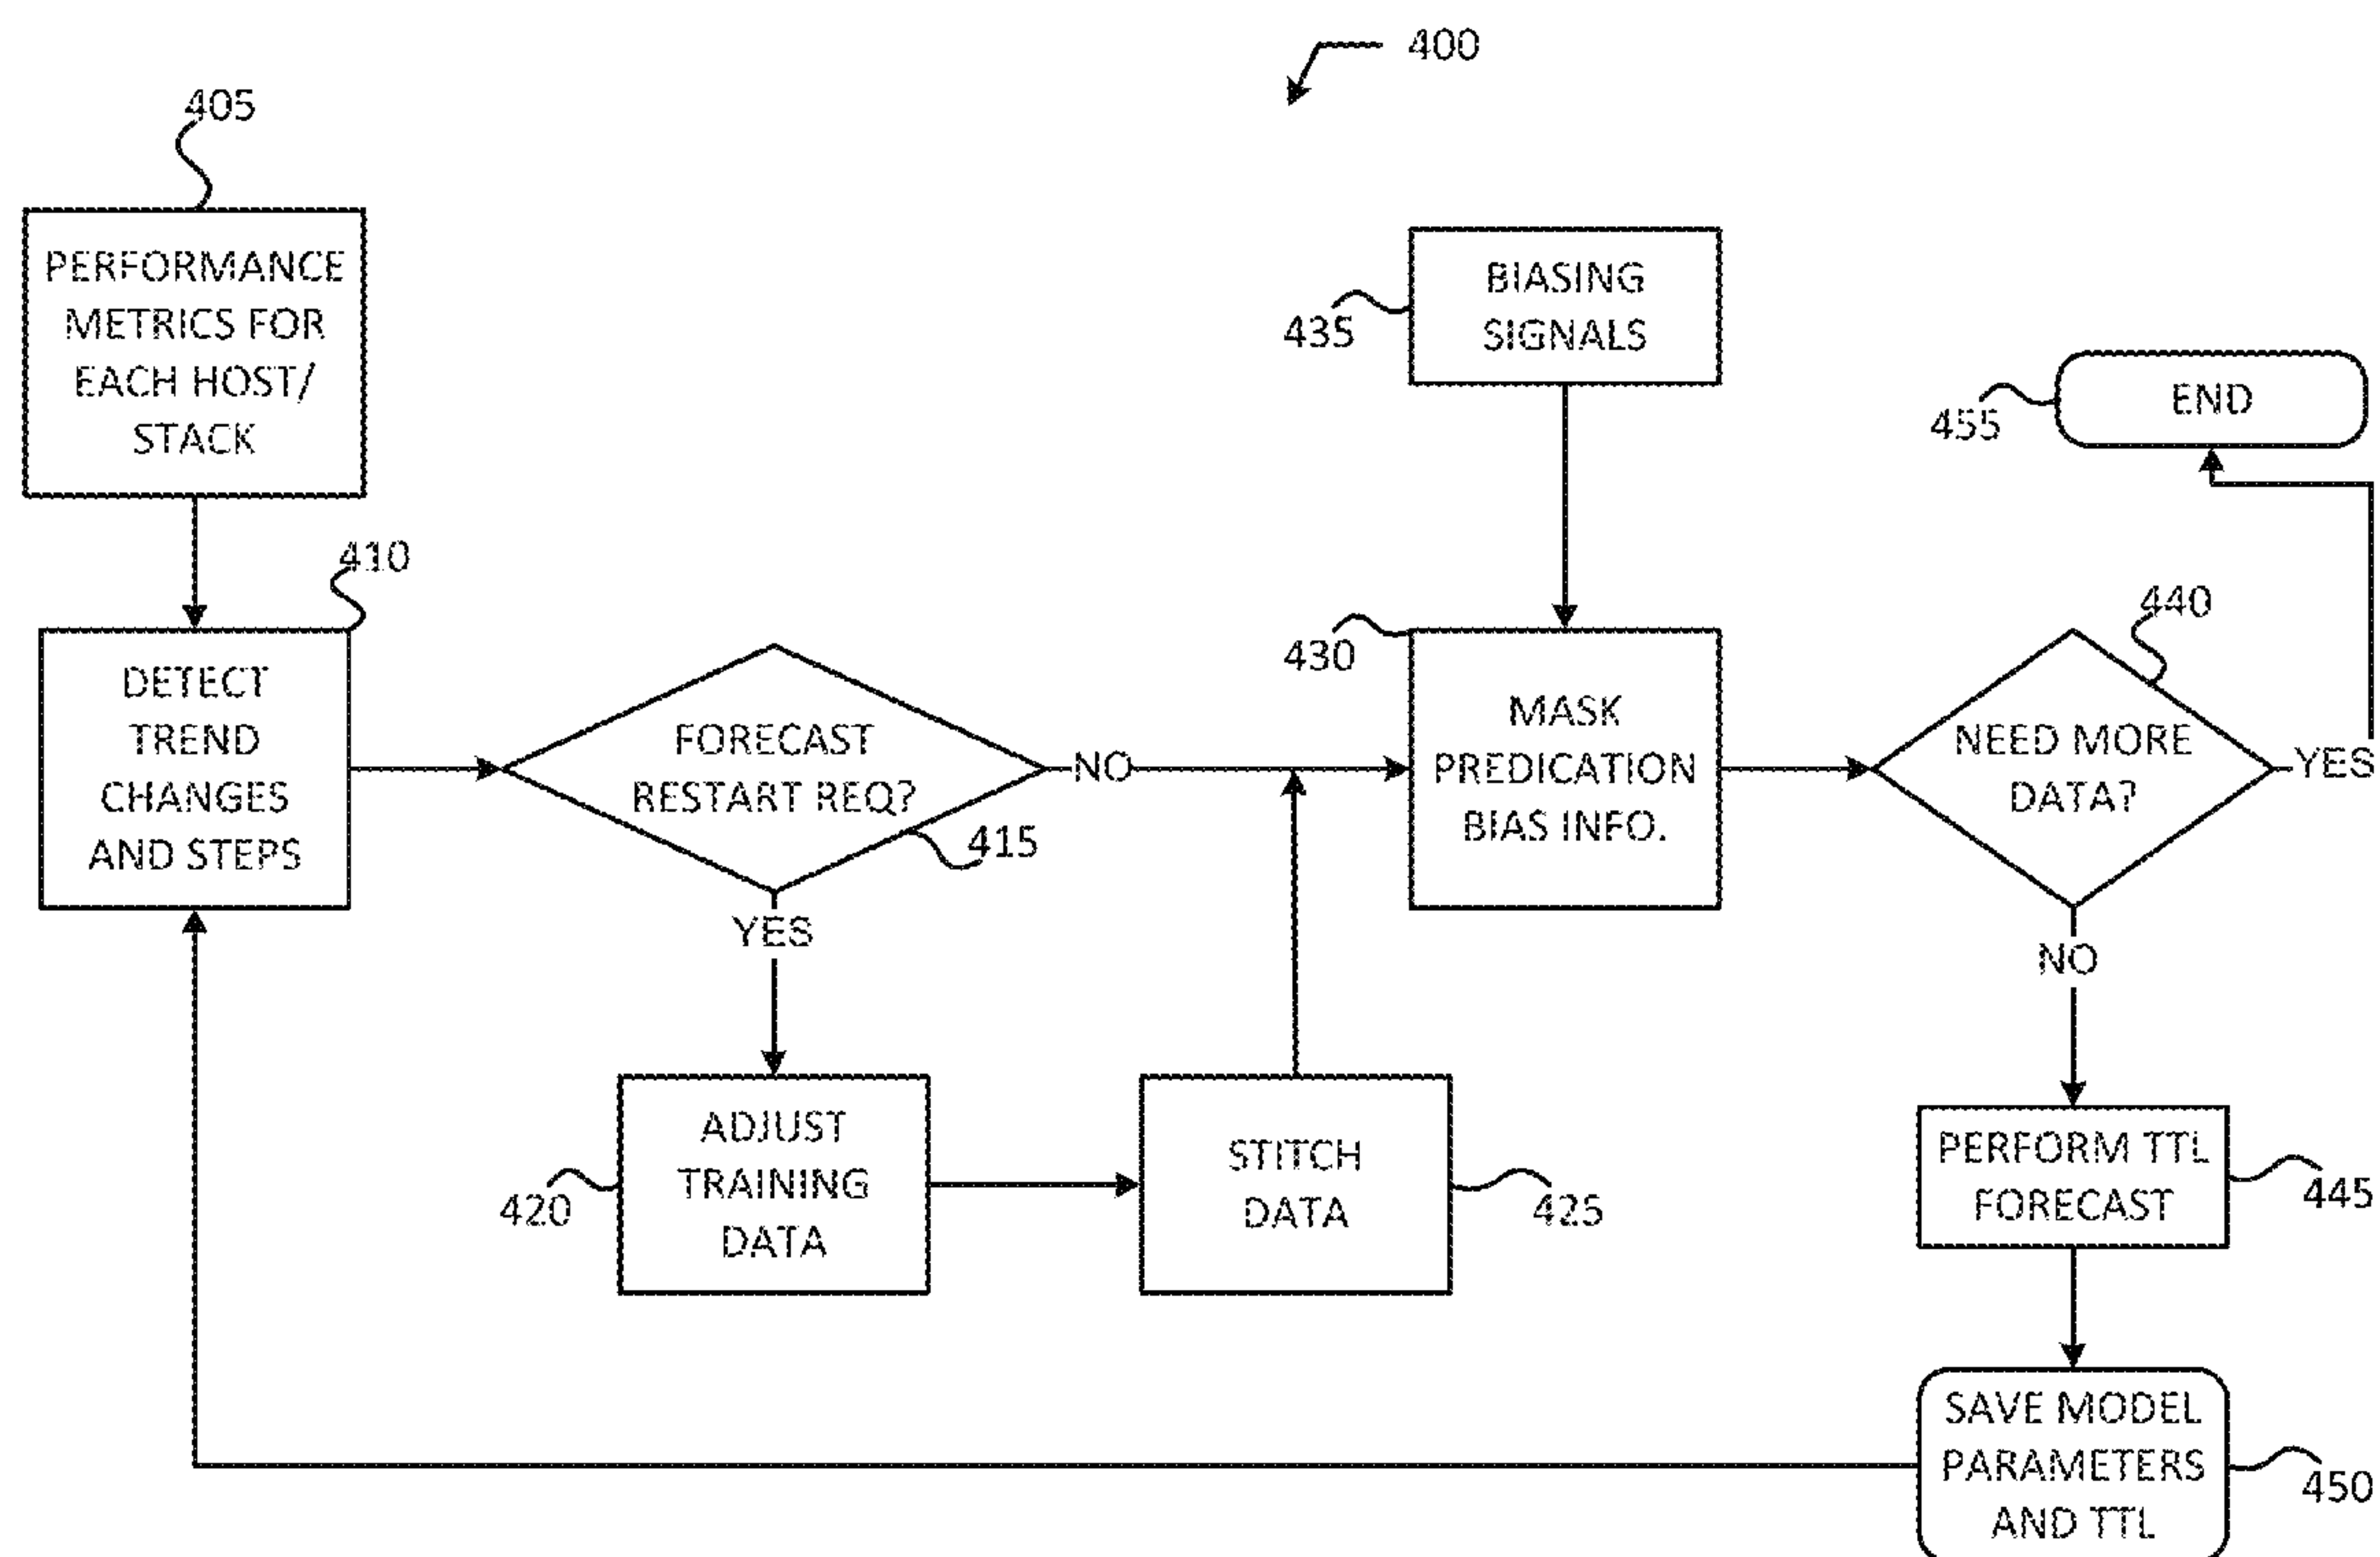 400
405
PERFORMANCE
METRICS FOR
EACH HOST/
STACK
435
BIASING
SIGNALS
455
END
410
DETECT
TREND
CHANGES
AND STEPS
FORECAST
RESTART REQ?
415
NO
YES
430
MASK
PREDICATION
BIAS INFO.
440
NEED MORE
DATA?
YES
NO
420
ADJUST
TRAINING
DATA
STITCH
DATA
425
PERFORM TTL
FORECAST
445
SAVE MODEL
PARAMETERS
AND TTL
450